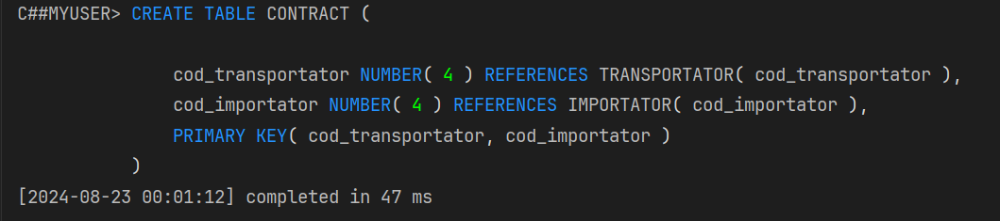 C##MYUSER> CREATE TABLE CONTRACT (
cod_transportator NUMBER( 4 ) REFERENCES TRANSPORTATOR( cod_transportator ),
cod_importator NUMBER( 4 ) REFERENCES IMPORTATOR( cod_importator ),
PRIMARY KEY( cod_transportator, cod_importator )
)
[2024-08-23 00:01:12] completed in 47 ms